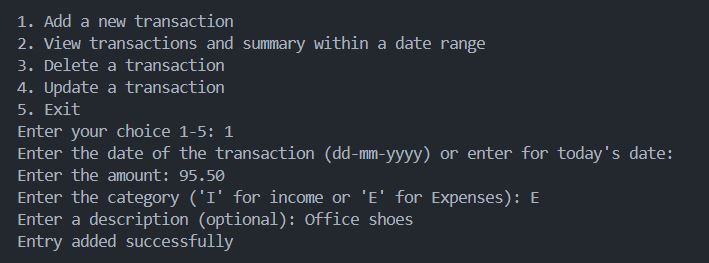 1. Add a new transaction
2. View transactions and summary within a date range
3. Delete a transaction
4. Update a transaction
5. Exit
Enter your choice 1-5: 1
Enter the date of the transaction (dd-mm-yyyy) or enter for today's date:
Enter the amount: 95.50
Enter the category ('I' for income or 'E' for Expenses): E
Enter a description (optional): Office shoes
Entry added successfully